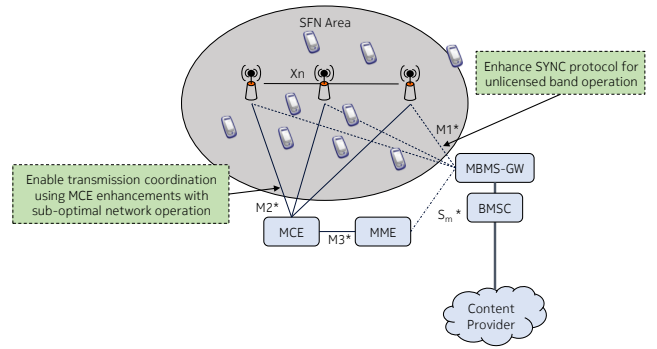 SFN Area
Xn
Enhance SYNC protocol for
unlicensed band operation
M1*
Enable transmission coordination
using MCE enhancements with
sub-optimal network operation
M2*
MBMS-GW
MCE
M3*
MME
Sm *
BMSC
Content
Provider